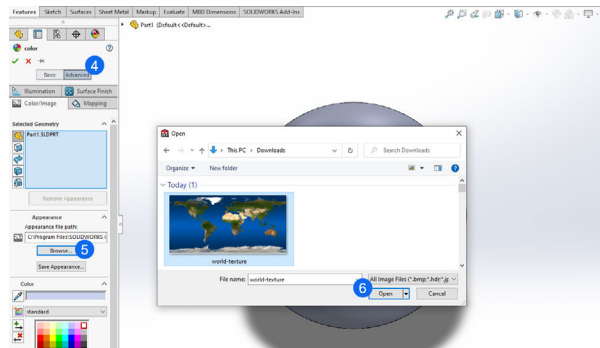 Features Sketch Surfaces Sheet Metal Markup Evaluate MBD Dimensions SOLIDWORKS Add-Ins
Part1 (Default<<Default>...
color
4
Basic Advanced
Illumination Surface Finish
Color/Image Mapping
Selected Geometry
Part1.SLDPRT
Remove Appearance
Appearance
Appearance file path:
C:\Program Files\SOLIDWORKS
Browse... 5
Save Appearance...
Color
standard
Open
This PC > Downloads
Search Downloads
Organize New folder
Today (1)
world-texture
File name: world-texture
All Image Files (*.bmp;*.hdr;*.jp
6 Open Cancel